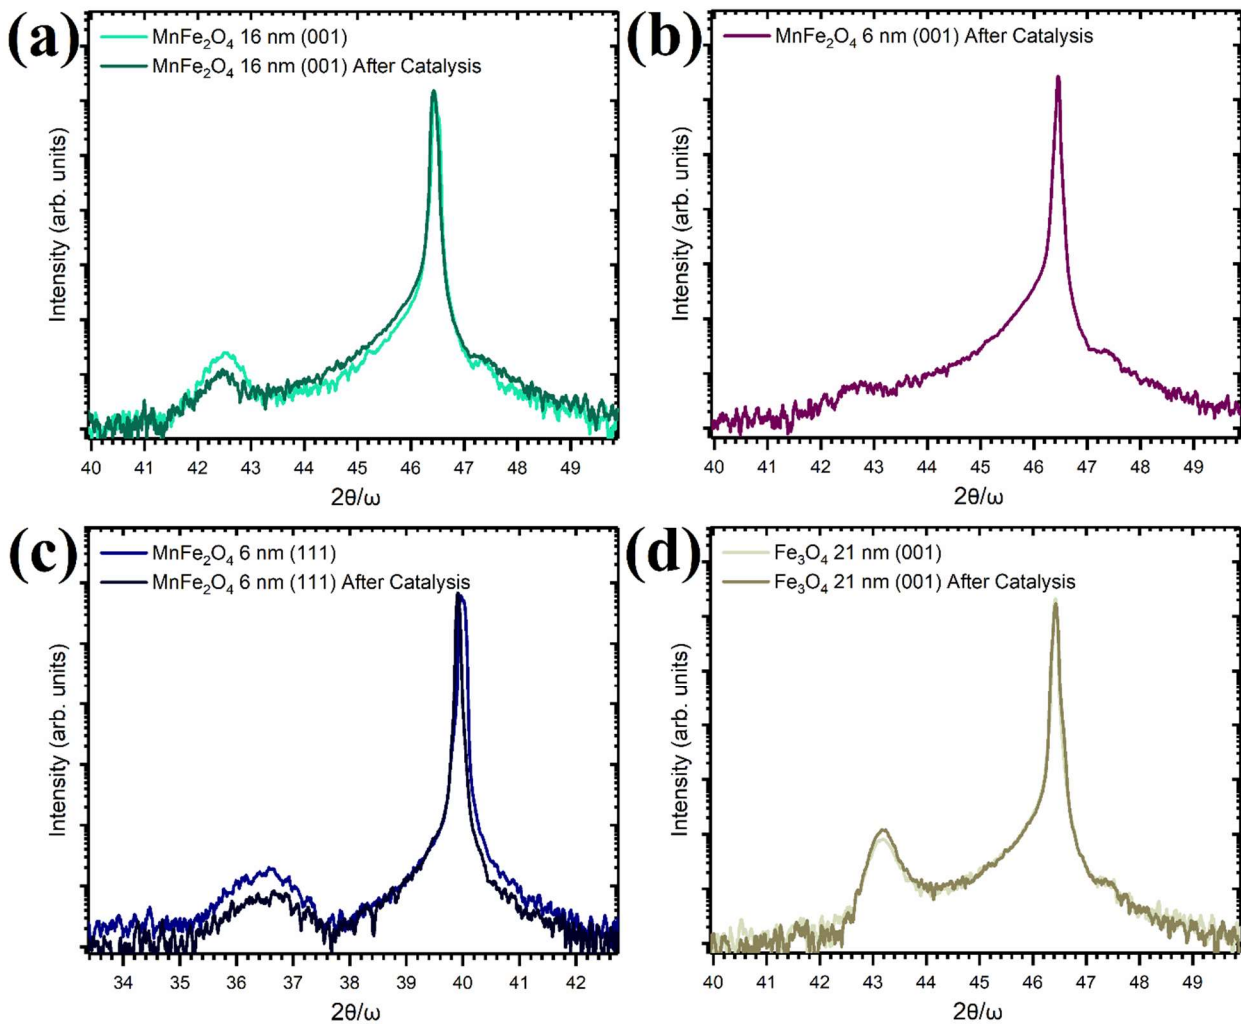 (a)
MnFe₂O₄ 16 nm (001)
MnFe₂O₄ 16 nm (001) After Catalysis
Intensity (arb. units)
40 41 42 43 44 45 46 47 48 49
2θ/ω
(b)
MnFe₂O₄ 6 nm (001) After Catalysis
Intensity (arb. units)
40 41 42 43 44 45 46 47 48 49
2θ/ω
(c)
MnFe₂O₄ 6 nm (111)
MnFe₂O₄ 6 nm (111) After Catalysis
Intensity (arb. units)
34 35 36 37 38 39 40 41 42
2θ/ω
(d)
Fe₃O₄ 21 nm (001)
Fe₃O₄ 21 nm (001) After Catalysis
Intensity (arb. units)
40 41 42 43 44 45 46 47 48 49
2θ/ω